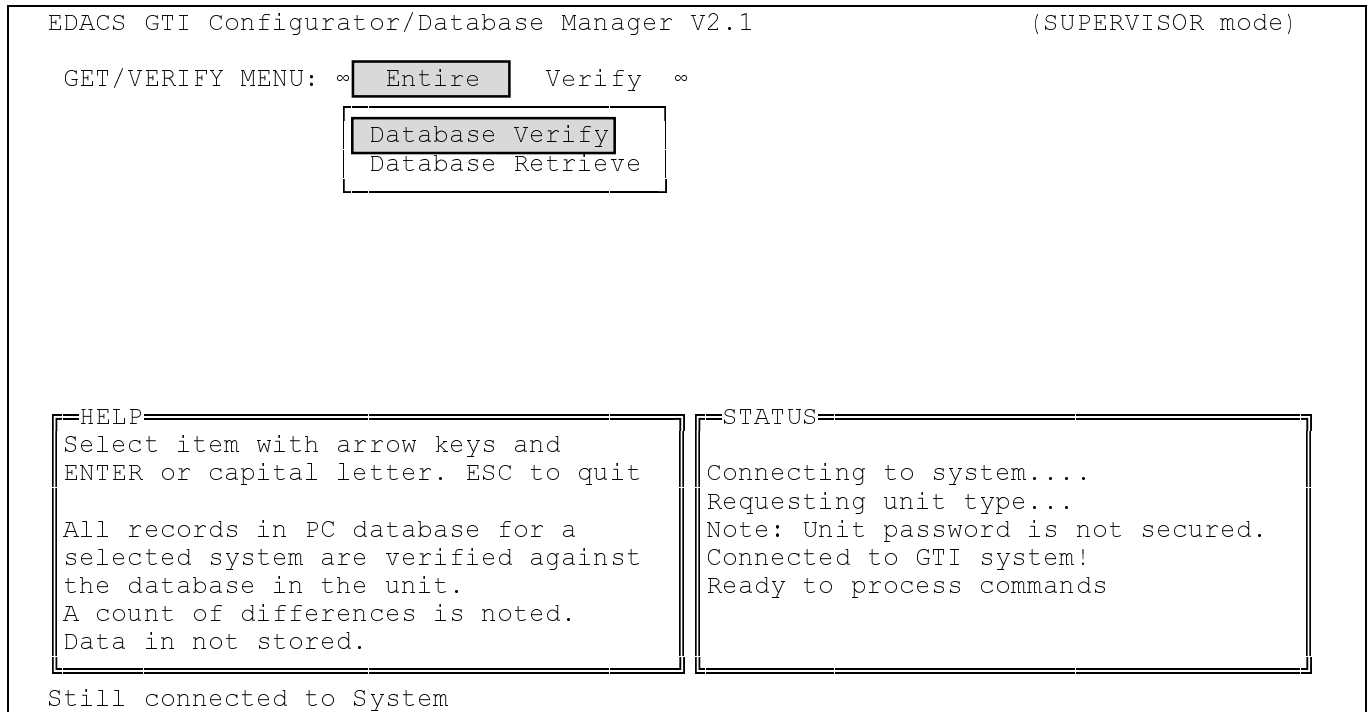 EDACS GTI Configurator/Database Manager V2.1 (SUPERVISOR mode)
GET/VERIFY MENU: ∞ Entire Verify ∞
Database Verify
Database Retrieve
HELP
Select item with arrow keys and
ENTER or capital letter. ESC to quit
All records in PC database for a
selected system are verified against
the database in the unit.
A count of differences is noted.
Data in not stored.
STATUS
Connecting to system....
Requesting unit type...
Note: Unit password is not secured.
Connected to GTI system!
Ready to process commands
Still connected to System